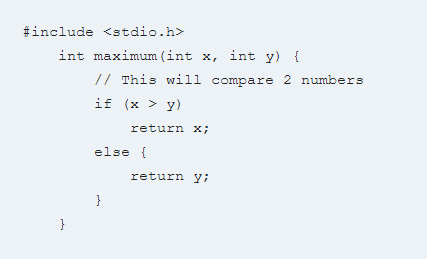 #include <stdio.h>
int maximum(int x, int y) {
// This will compare 2 numbers
if (x > y)
return x;
else {
return y;
}
}